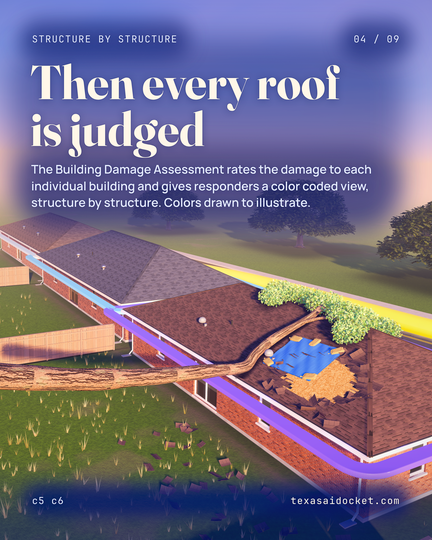 STRUCTURE BY STRUCTURE
04 / 09
Then every roof
is judged
The Building Damage Assessment rates the damage to each
individual building and gives responders a color coded view,
structure by structure. Colors drawn to illustrate.
c5 c6
texasaidocket.com